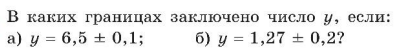 В каких границах заключено число y, если:
а) y = 6,5 ± 0,1; б) y = 1,27 ± 0,2?